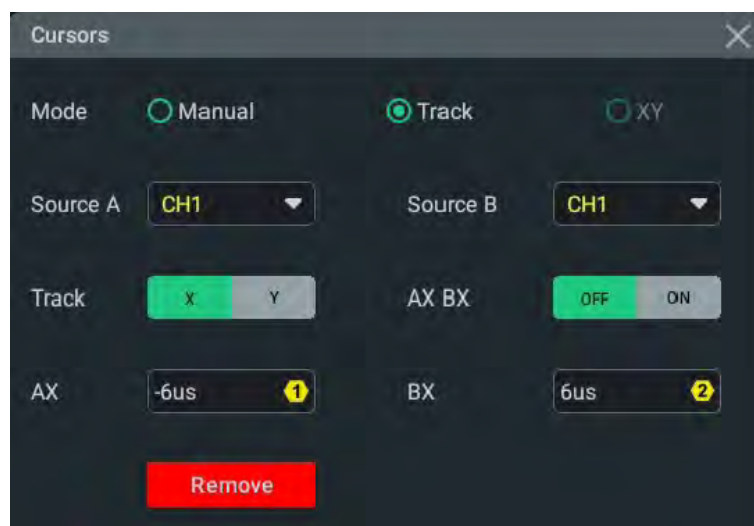 Cursors
Mode Manual Track XY
Source A CH1 Source B CH1
Track X Y AX BX OFF ON
AX -6us 1 BX 6us 2
Remove